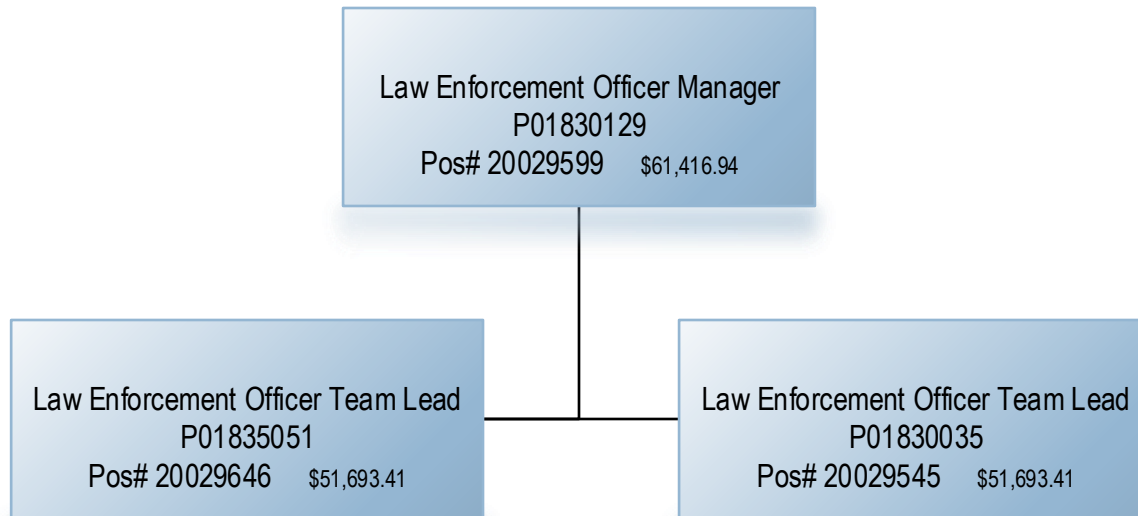 Law Enforcement Officer Manager
P01830129
Pos# 20029599 $61,416.94
Law Enforcement Officer Team Lead
P01835051
Pos# 20029646 $51,693.41
Law Enforcement Officer Team Lead
P01830035
Pos# 20029545 $51,693.41